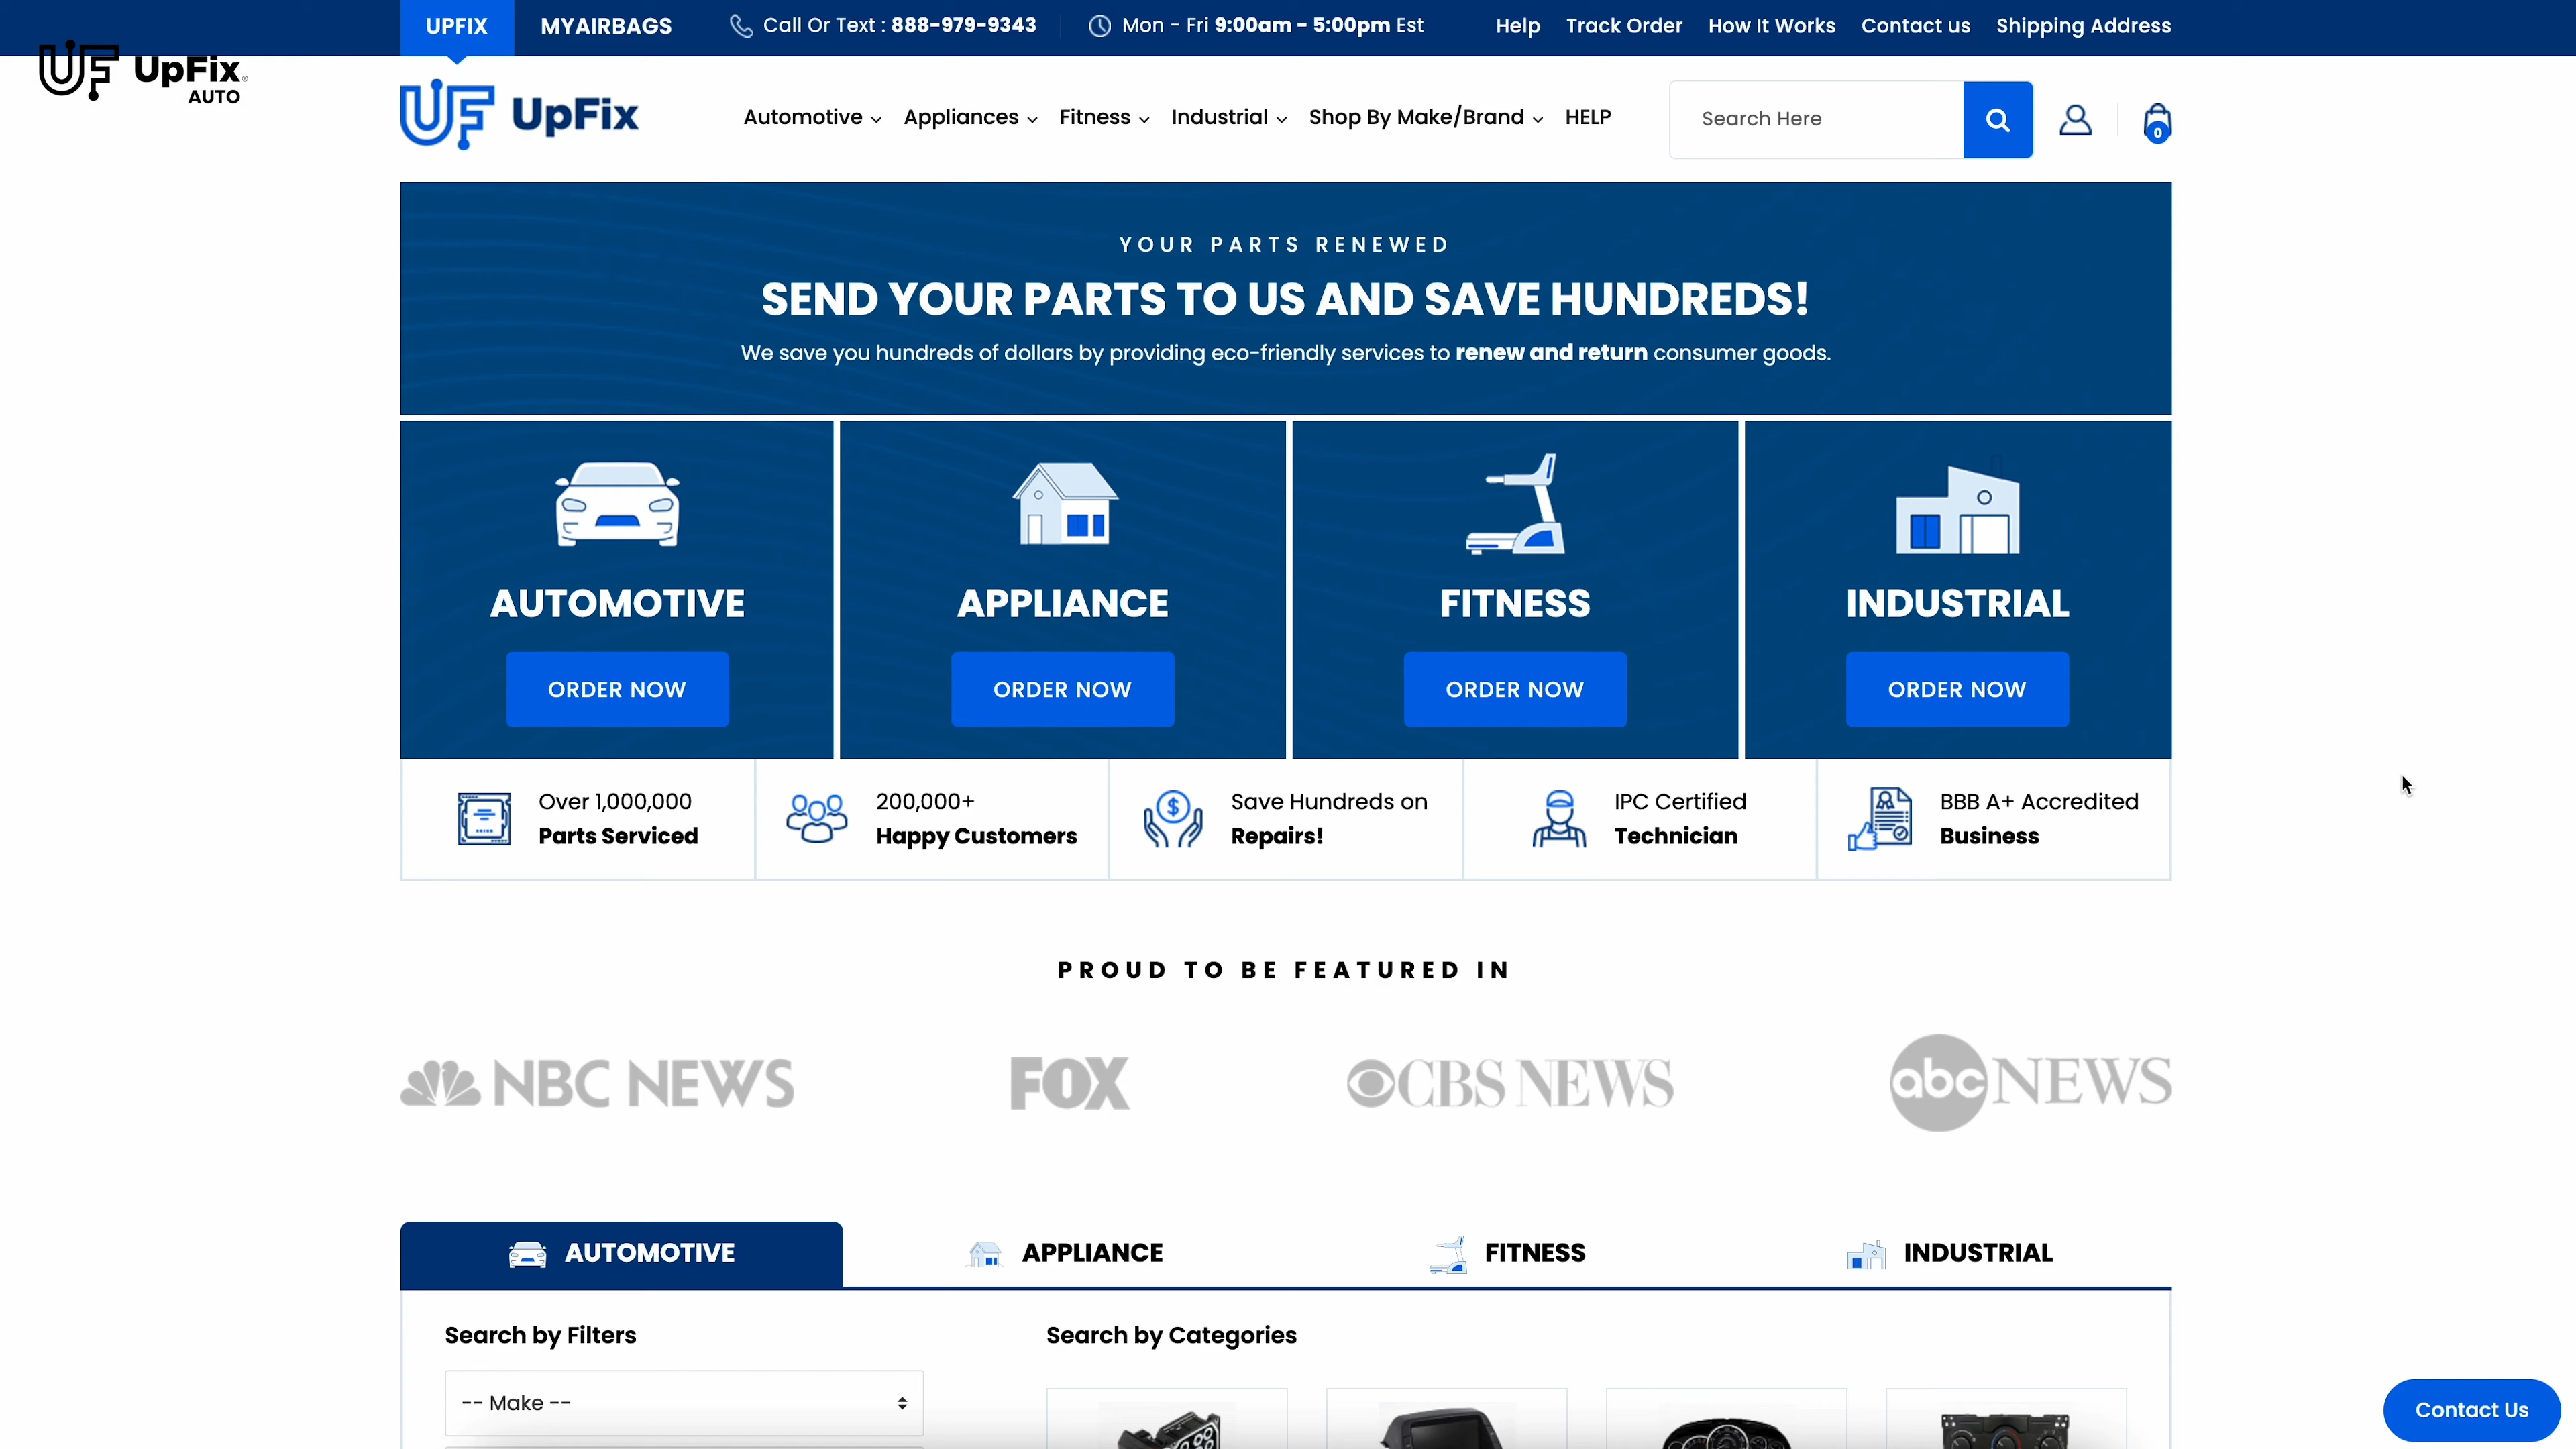 UPFIX MYAIRBAGS Call Or Text : 888-979-9343 Mon - Fri 9:00am - 5:00pm Est Help Track Order How It Works Contact us Shipping Address
UF UpFix®
AUTO
UF UpFix Automotive Appliances Fitness Industrial Shop By Make/Brand HELP Search Here 0
YOUR PARTS RENEWED
SEND YOUR PARTS TO US AND SAVE HUNDREDS!
We save you hundreds of dollars by providing eco-friendly services to renew and return consumer goods.
AUTOMOTIVE APPLIANCE FITNESS INDUSTRIAL
ORDER NOW ORDER NOW ORDER NOW ORDER NOW
Over 1,000,000
Parts Serviced
200,000+
Happy Customers
Save Hundreds on
Repairs!
IPC Certified
Technician
BBB A+ Accredited
Business
PROUD TO BE FEATURED IN
NBC NEWS FOX CBS NEWS abc NEWS
AUTOMOTIVE APPLIANCE FITNESS INDUSTRIAL
Search by Filters Search by Categories
-- Make --
Contact Us